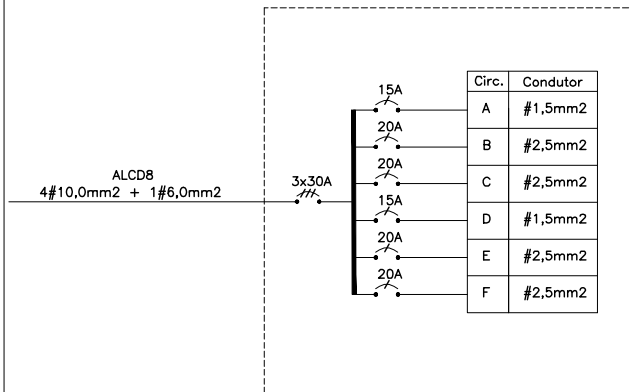 ALCD8
4#10,0mm2 + 1#6,0mm2
3x30A
15A
20A
20A
15A
20A
20A
Circ. Condutor
A #1,5mm2
B #2,5mm2
C #2,5mm2
D #1,5mm2
E #2,5mm2
F #2,5mm2